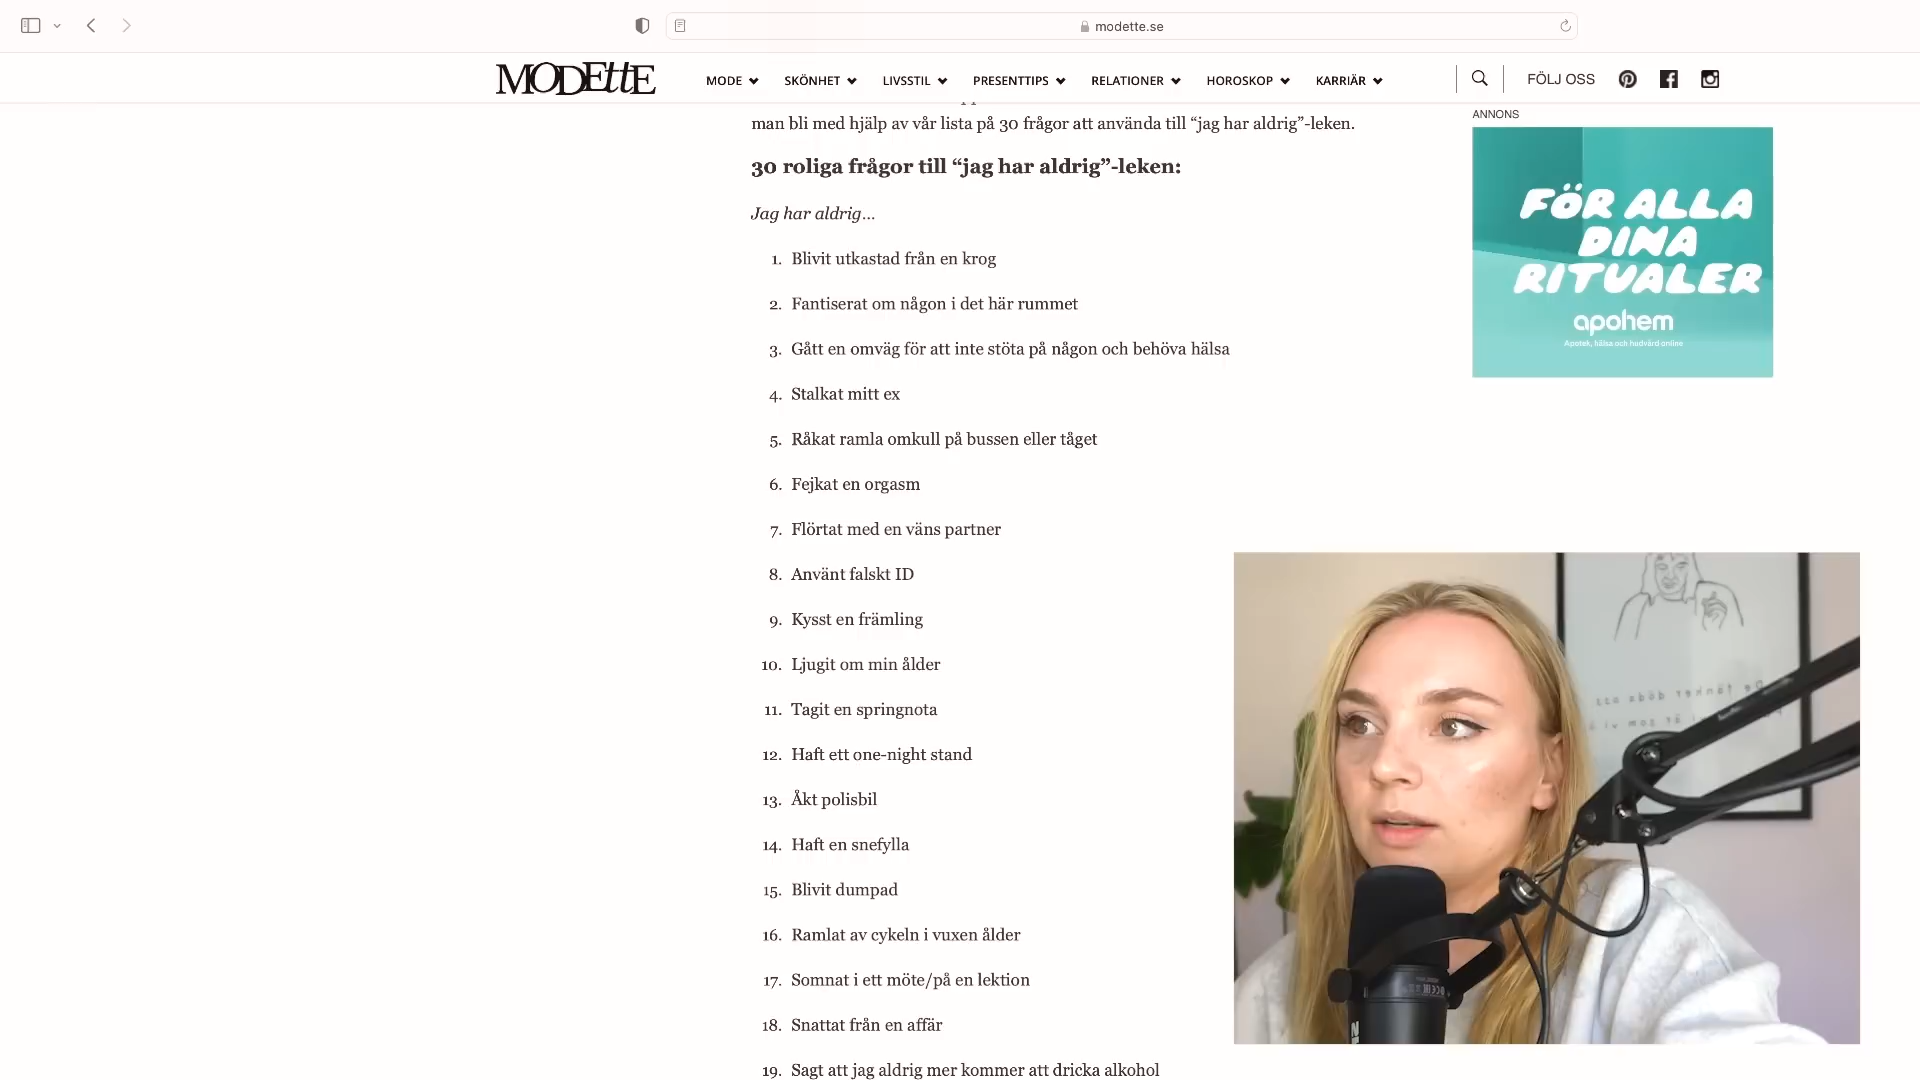 modette.se
MODEttE
MODE
SKÖNHET
LIVSSTIL
PRESENTTIPS
RELATIONER
HOROSKOP
KARRIÄR
FÖLJ OSS
man bli med hjälp av vår lista på 30 frågor att använda till “jag har aldrig”-leken.
30 roliga frågor till “jag har aldrig”-leken:
Jag har aldrig…
1. Blivit utkastad från en krog
2. Fantiserat om någon i det här rummet
3. Gått en omväg för att inte stöta på någon och behöva hälsa
4. Stalkat mitt ex
5. Råkat ramla omkull på bussen eller tåget
6. Fejkat en orgasm
7. Flörtat med en väns partner
8. Använt falskt ID
9. Kysst en främling
10. Ljugit om min ålder
11. Tagit en springnota
12. Haft ett one-night stand
13. Åkt polisbil
14. Haft en snefylla
15. Blivit dumpad
16. Ramlat av cykeln i vuxen ålder
17. Somnat i ett möte/på en lektion
18. Snattat från en affär
19. Sagt att jag aldrig mer kommer att dricka alkohol
ANNONS
FÖR ALLA
DINA
RITUALER
apohem
Apotek, hälsa och hudvård online